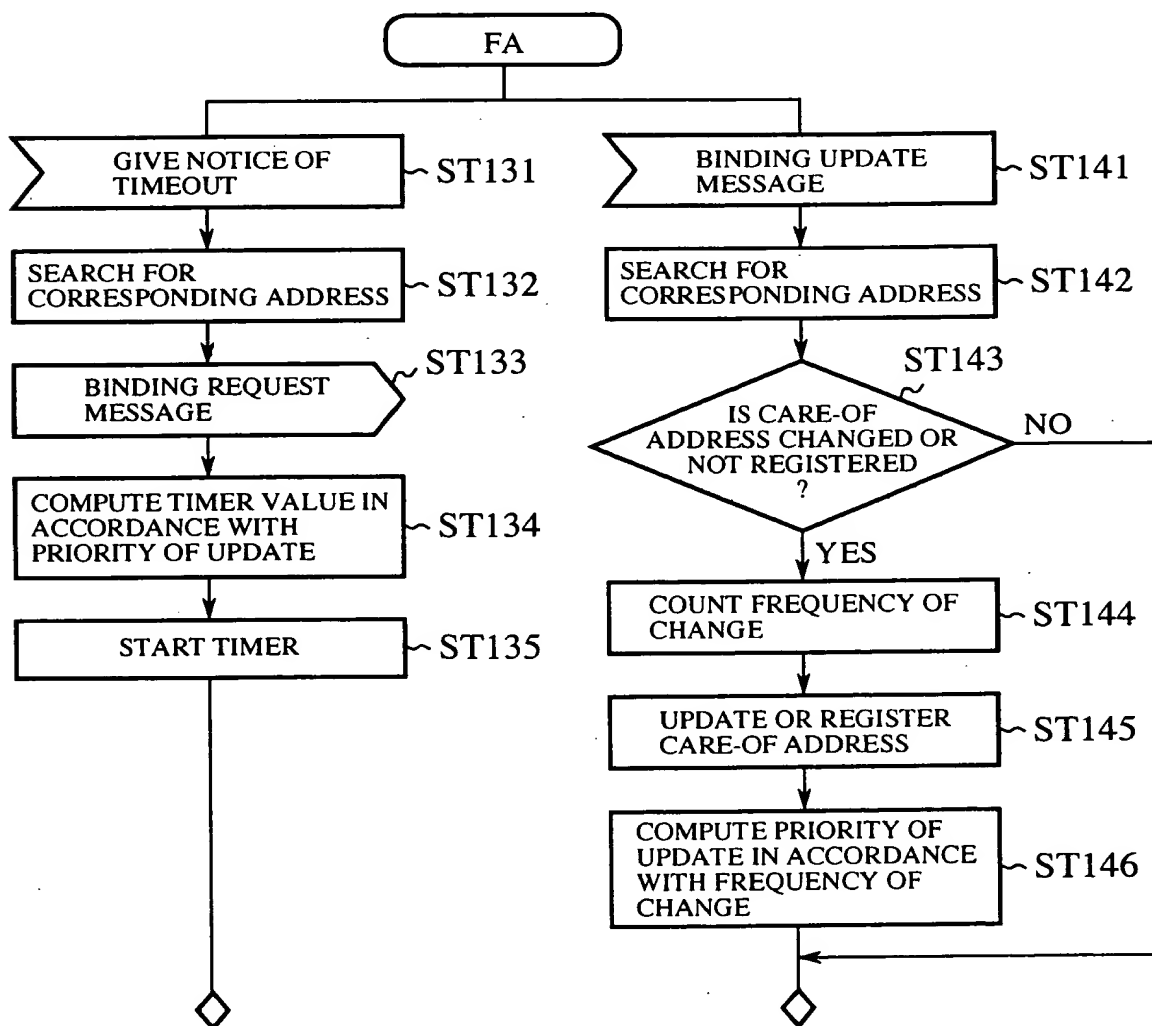 FA
GIVE NOTICE OF
TIMEOUT
ST131
SEARCH FOR
CORRESPONDING ADDRESS
ST132
BINDING REQUEST
MESSAGE
ST133
COMPUTE TIMER VALUE IN
ACCORDANCE WITH
PRIORITY OF UPDATE
ST134
START TIMER
ST135
BINDING UPDATE
MESSAGE
ST141
SEARCH FOR
CORRESPONDING ADDRESS
ST142
ST143
IS CARE-OF
ADDRESS CHANGED OR
NOT REGISTERED
?
NO
YES
COUNT FREQUENCY OF
CHANGE
ST144
UPDATE OR REGISTER
CARE-OF ADDRESS
ST145
COMPUTE PRIORITY OF
UPDATE IN ACCORDANCE
WITH FREQUENCY OF
CHANGE
ST146